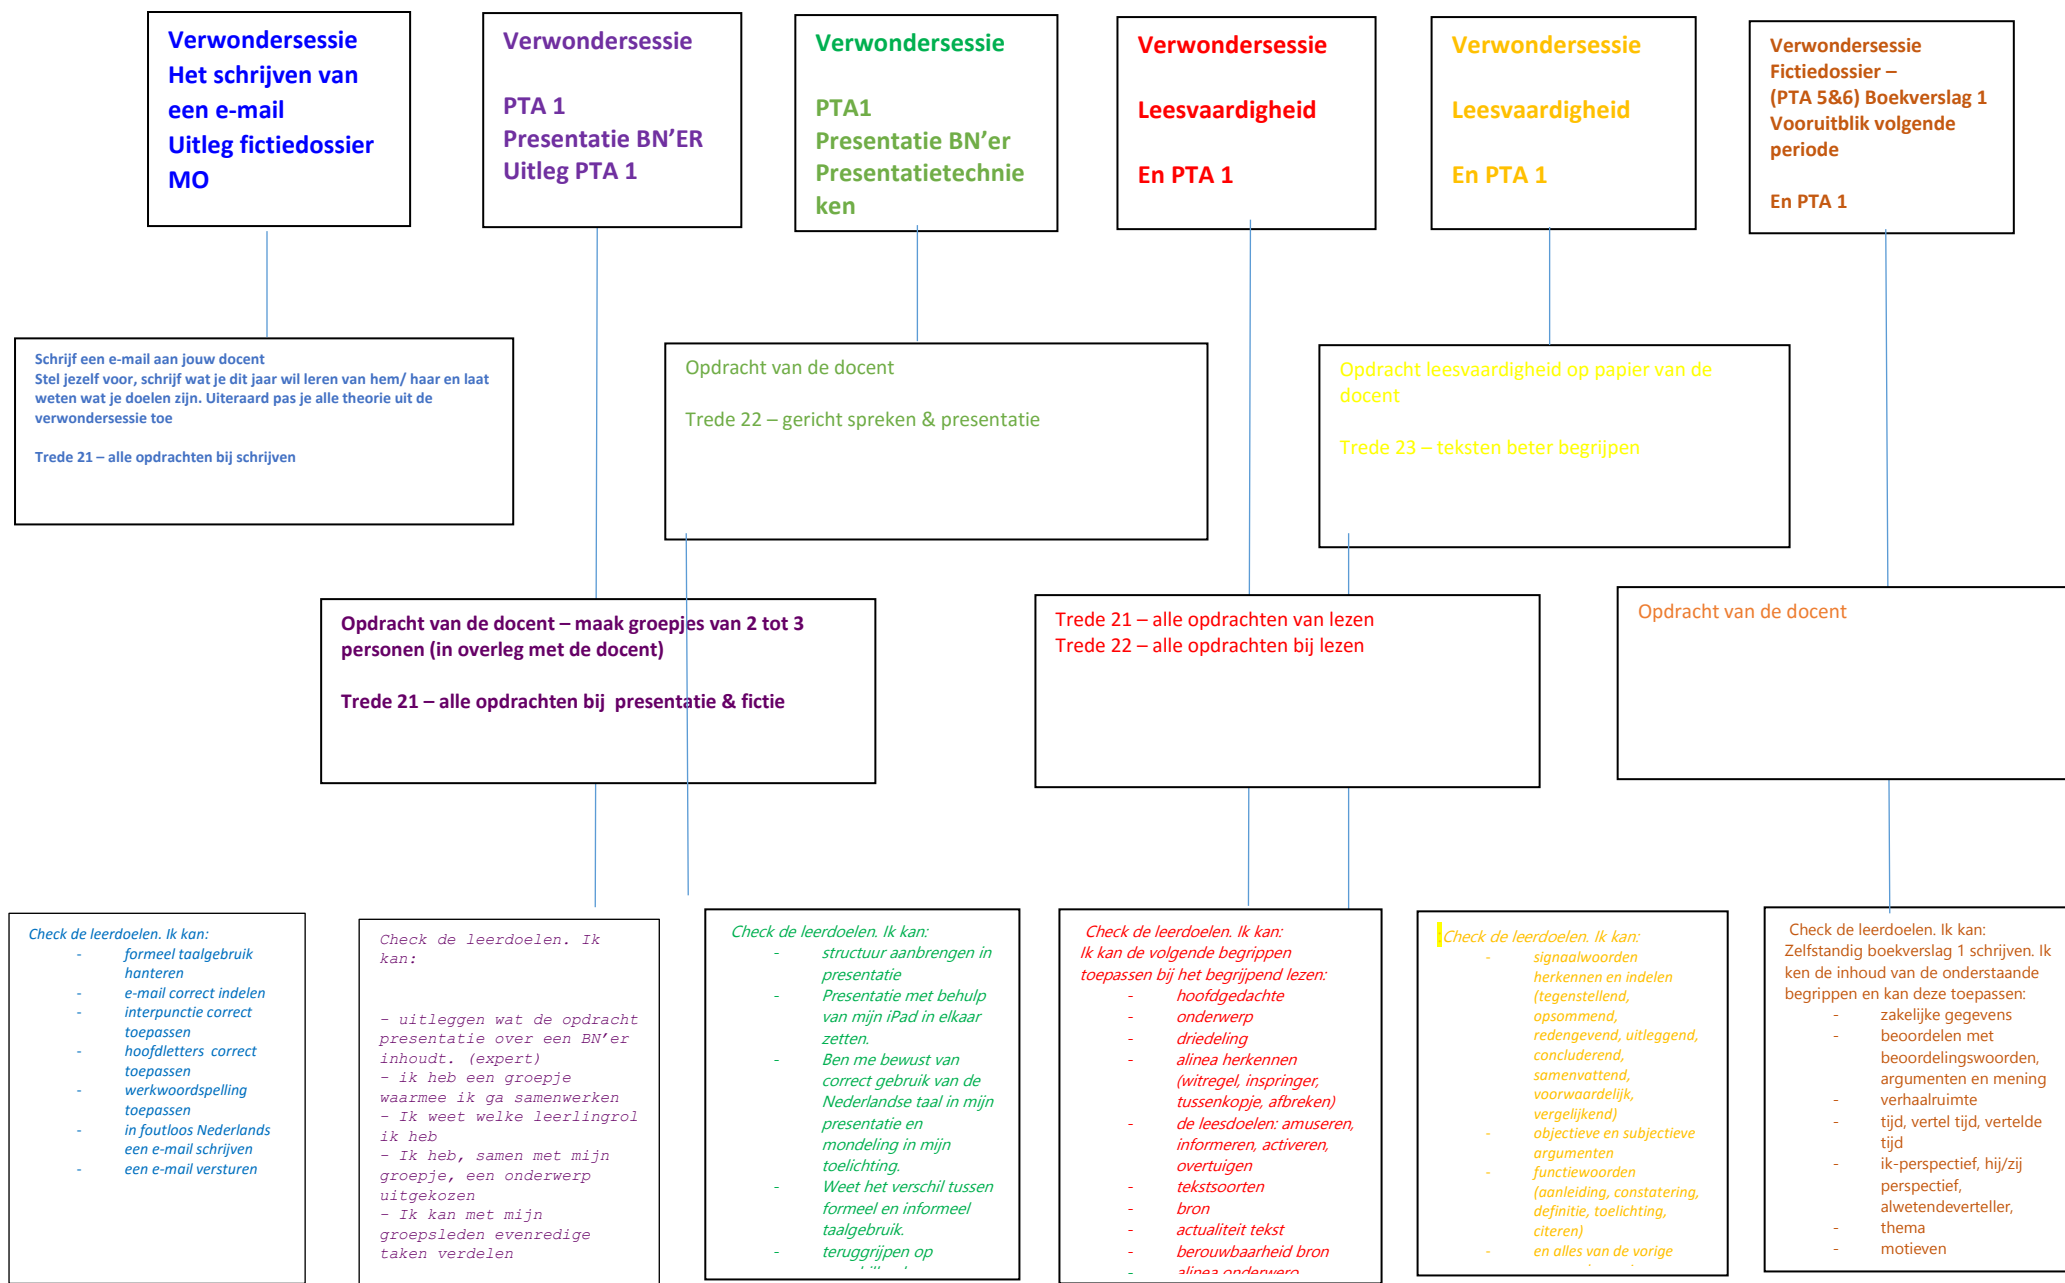 Verwondersessie
Het schrijven van
een e-mail
Uitleg fictiedossier
MO
Verwondersessie
PTA 1
Presentatie BN’ER
Uitleg PTA 1
Verwondersessie
PTA1
Presentatie BN’er
Presentatietechnie
ken
Verwondersessie
Leesvaardigheid
En PTA 1
Verwondersessie
Leesvaardigheid
En PTA 1
Verwondersessie
Fictiedossier –
(PTA 5&6) Boekverslag 1
Vooruitblik volgende
periode
En PTA 1
Schrijf een e-mail aan jouw docent
Stel jezelf voor, schrijf wat je dit jaar wil leren van hem/ haar en laat
weten wat je doelen zijn. Uiteraard pas je alle theorie uit de
verwondersessie toe
Trede 21 – alle opdrachten bij schrijven
Opdracht van de docent
Trede 22 – gericht spreken & presentatie
Opdracht leesvaardigheid op papier van de
docent
Trede 23 – teksten beter begrijpen
Opdracht van de docent – maak groepjes van 2 tot 3
personen (in overleg met de docent)
Trede 21 – alle opdrachten bij  presentatie & fictie
Trede 21 – alle opdrachten van lezen
Trede 22 – alle opdrachten bij lezen
Opdracht van de docent
Check de leerdoelen. Ik kan:
- formeel taalgebruik
hanteren
- e-mail correct indelen
- interpunctie correct
toepassen
- hoofdletters  correct
toepassen
- werkwoordspelling
toepassen
- in foutloos Nederlands
een e-mail schrijven
- een e-mail versturen
Check de leerdoelen. Ik
kan:
– uitleggen wat de opdracht
presentatie over een BN’er
inhoudt. (expert)
– ik heb een groepje
waarmee ik ga samenwerken
– Ik weet welke leerlingrol
ik heb
– Ik heb, samen met mijn
groepje, een onderwerp
uitgekozen
– Ik kan met mijn
groepsleden evenredige
taken verdelen
Check de leerdoelen. Ik kan:
- structuur aanbrengen in
presentatie
- Presentatie met behulp
van mijn iPad in elkaar
zetten.
- Ben me bewust van
correct gebruik van de
Nederlandse taal in mijn
presentatie en
mondeling in mijn
toelichting.
- Weet het verschil tussen
formeel en informeel
taalgebruik.
- teruggrijpen op
Check de leerdoelen. Ik kan:
Ik kan de volgende begrippen
toepassen bij het begrijpend lezen:
- hoofdgedachte
- onderwerp
- driedeling
- alinea herkennen
(witregel, inspringer,
tussenkopje, afbreken)
- de leesdoelen: amuseren,
informeren, activeren,
overtuigen
- tekstsoorten
- bron
- actualiteit tekst
- berouwbaarheid bron
- alinea onderwerp
:Check de leerdoelen. Ik kan:
- signaalwoorden
herkennen en indelen
(tegenstellend,
opsommend,
redengevend, uitleggend,
concluderend,
samenvattend,
voorwaardelijk,
vergelijkend)
- objectieve en subjectieve
argumenten
- functiewoorden
(aanleiding, constatering,
definitie, toelichting,
citeren)
- en alles van de vorige
Check de leerdoelen. Ik kan:
Zelfstandig boekverslag 1 schrijven. Ik
ken de inhoud van de onderstaande
begrippen en kan deze toepassen:
- zakelijke gegevens
- beoordelen met
beoordelingswoorden,
argumenten en mening
- verhaalruimte
- tijd, vertel tijd, vertelde
tijd
- ik-perspectief, hij/zij
perspectief,
alwetendeverteller,
- thema
- motieven